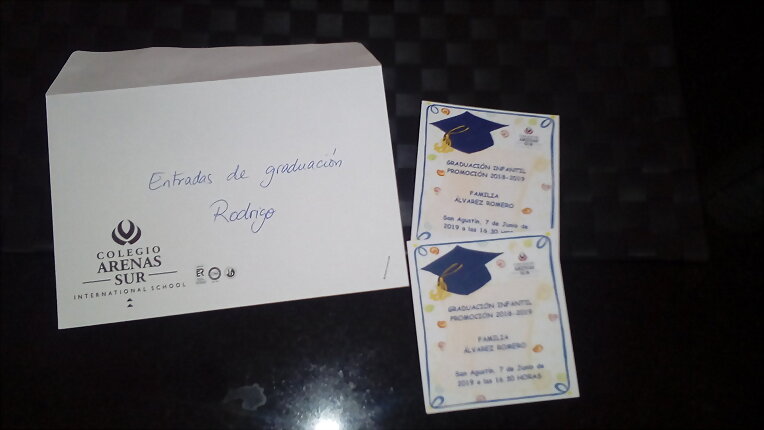 Entradas de graduación
Rodrigo
COLEGIO
ARENAS
SUR
INTERNATIONAL SCHOOL
GRADUACIÓN INFANTIL
PROMOCIÓN 2018-2019
FAMILIA
ÁLVAREZ ROMERO
San Agustín, 7 de Junio de
2019 a las 16:30
GRADUACIÓN INFANTIL
PROMOCIÓN 2018-2019
FAMILIA
ÁLVAREZ ROMERO
San Agustín, 7 de Junio de
2019 a las 16:30 HORAS